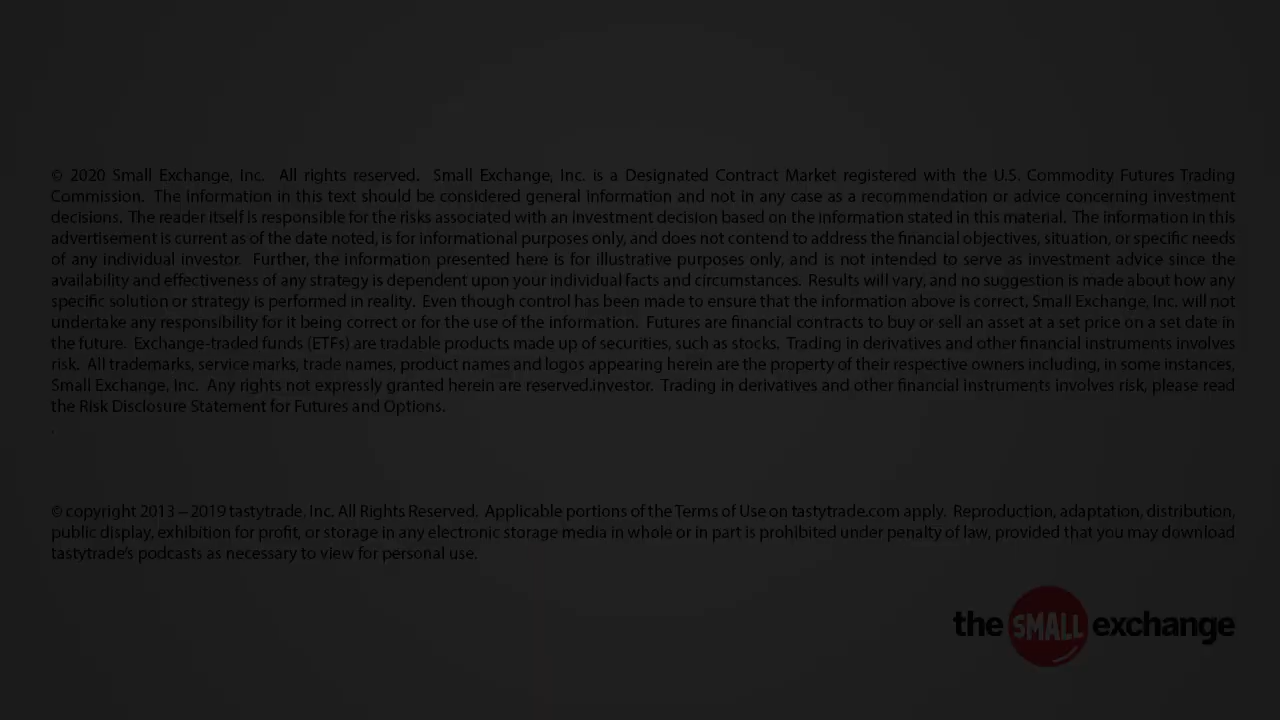 © 2020 Small Exchange, Inc. All rights reserved. Small Exchange, Inc. is a Designated Contract Market registered with the U.S. Commodity Futures Trading
Commission. The information in this text should be considered general information and not in any case as a recommendation or advice concerning investment
decisions. The reader itself is responsible for the risks associated with an investment decision based on the information stated in this material. The information in this
advertisement is current as of the date noted, is for informational purposes only, and does not contend to address the financial objectives, situation, or specific needs
of any individual investor. Further, the information presented here is for illustrative purposes only, and is not intended to serve as investment advice since the
availability and effectiveness of any strategy is dependent upon your individual facts and circumstances. Results will vary, and no suggestion is made about how any
specific solution or strategy is performed in reality. Even though control has been made to ensure that the information above is correct, Small Exchange, Inc. will not
undertake any responsibility for it being correct or for the use of the information. Futures are financial contracts to buy or sell an asset at a set price on a set date in
the future. Exchange-traded funds (ETFs) are tradable products made up of securities, such as stocks. Trading in derivatives and other financial instruments involves
risk. All trademarks, service marks, trade names, product names and logos appearing herein are the property of their respective owners including, in some instances,
Small Exchange, Inc. Any rights not expressly granted herein are reserved.investor. Trading in derivatives and other financial instruments involves risk, please read
the Risk Disclosure Statement for Futures and Options.
.
© copyright 2013 – 2019 tastytrade, Inc. All Rights Reserved. Applicable portions of the Terms of Use on tastytrade.com apply. Reproduction, adaptation, distribution,
public display, exhibition for profit, or storage in any electronic storage media in whole or in part is prohibited under penalty of law, provided that you may download
tastytrade's podcasts as necessary to view for personal use.
the SMALL exchange